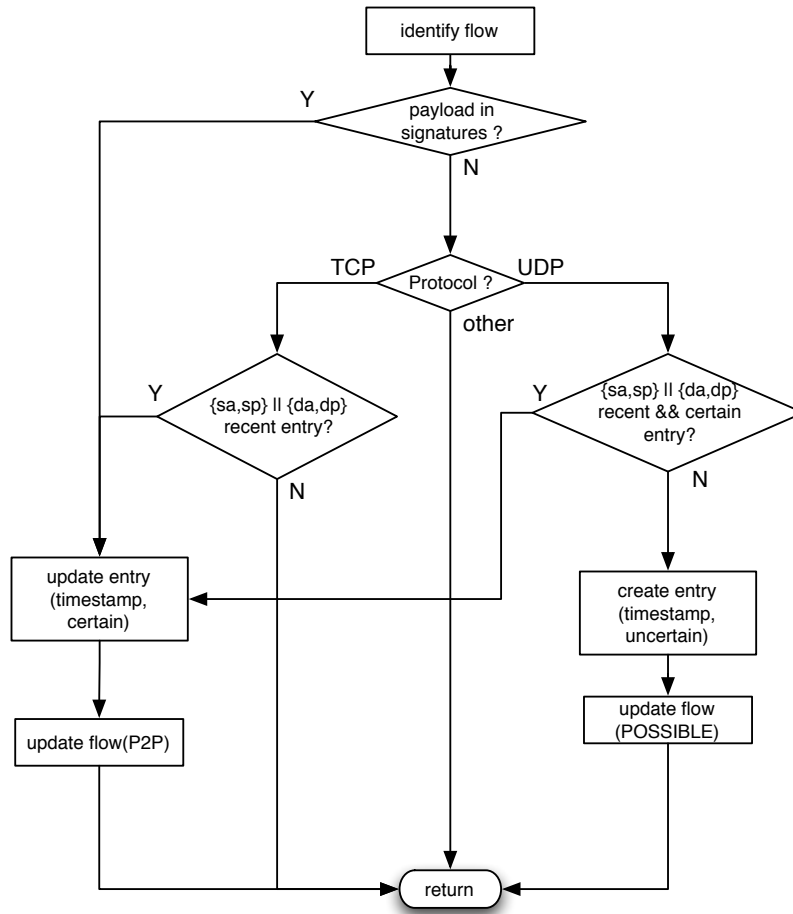 identify flow
Y
payload in
signatures ?
N
TCP
Protocol ?
UDP
other
Y
{sa,sp} || {da,dp}
recent entry?
N
Y
{sa,sp} || {da,dp}
recent && certain
entry?
N
update entry
(timestamp,
certain)
create entry
(timestamp,
uncertain)
update flow(P2P)
update flow
(POSSIBLE)
return